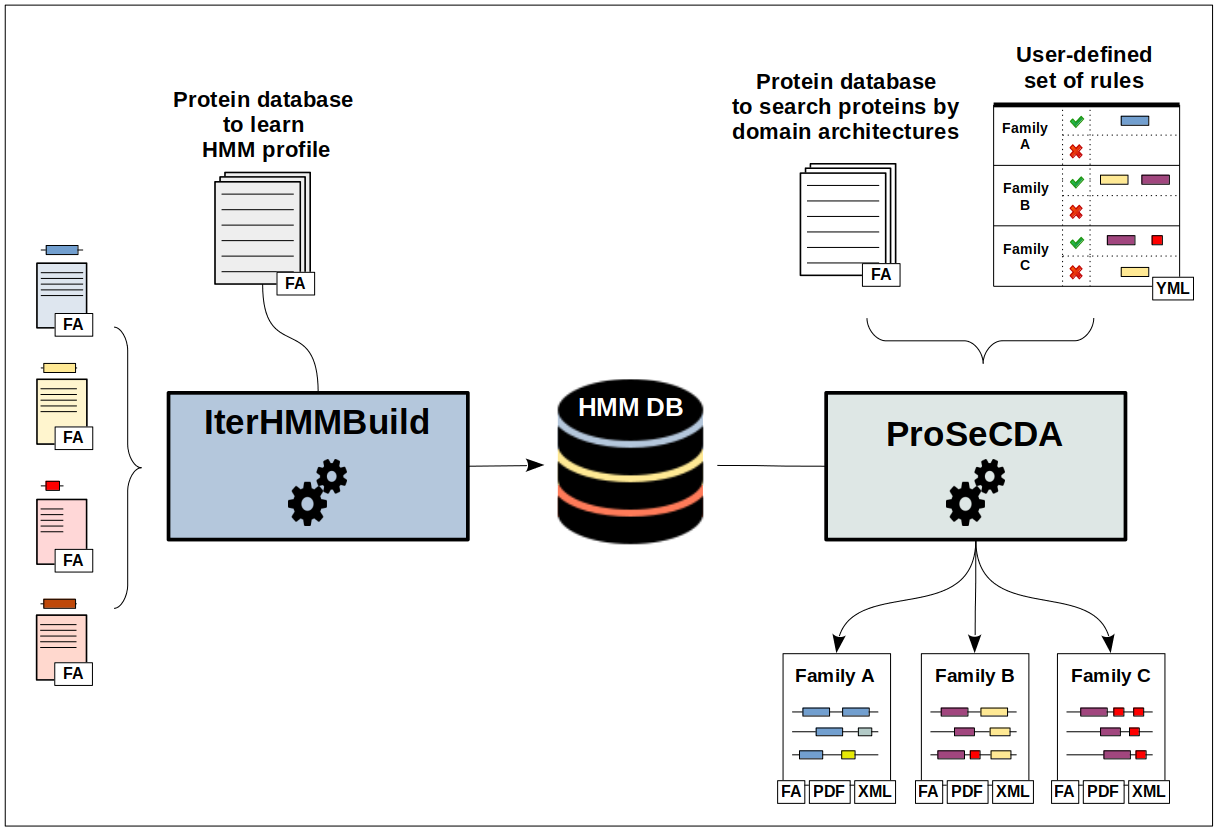 Protein database
to learn
HMM profile
FA
FA
FA
FA
FA
IterHMMBuild
HMM DB
Protein database
to search proteins by
domain architectures
FA
User-defined
set of rules
Family
A
Family
B
Family
C
YML
ProSeCDA
Family A
FA PDF XML
Family B
FA PDF XML
Family C
FA PDF XML